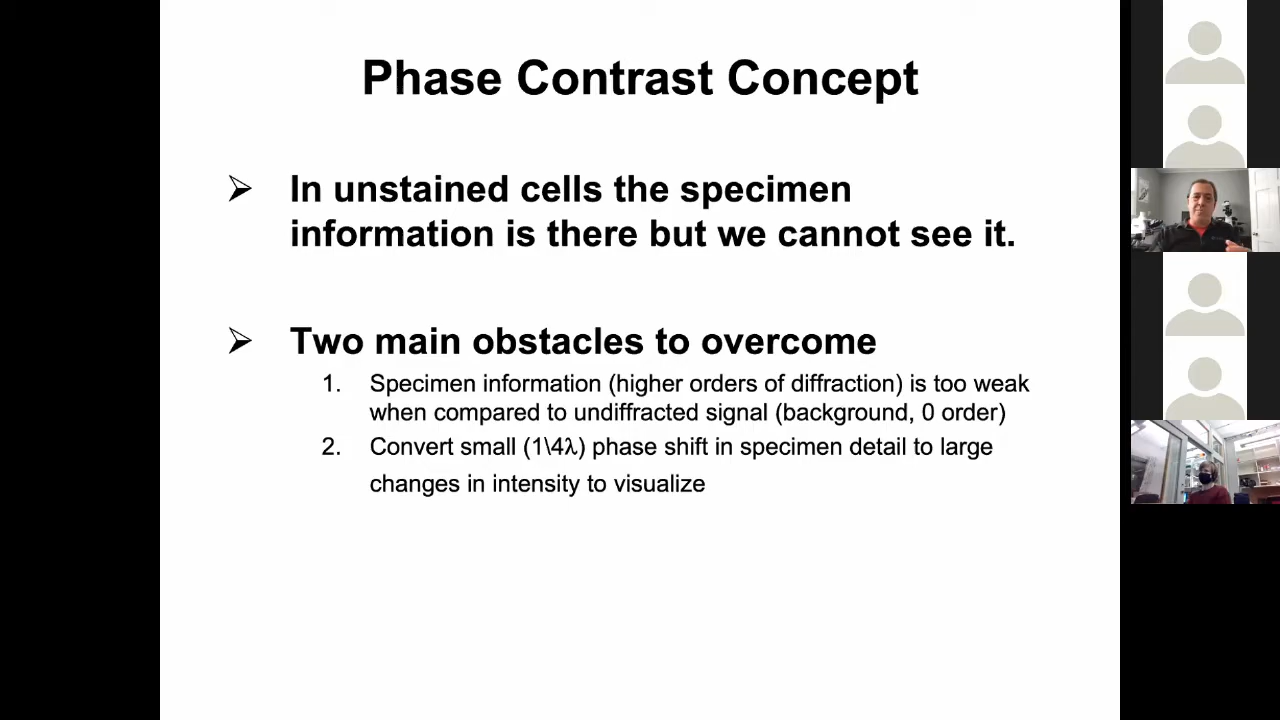 Phase Contrast Concept
➢ In unstained cells the specimen
information is there but we cannot see it.
➢ Two main obstacles to overcome
1. Specimen information (higher orders of diffraction) is too weak
when compared to undiffracted signal (background, 0 order)
2. Convert small (1\4λ) phase shift in specimen detail to large
changes in intensity to visualize